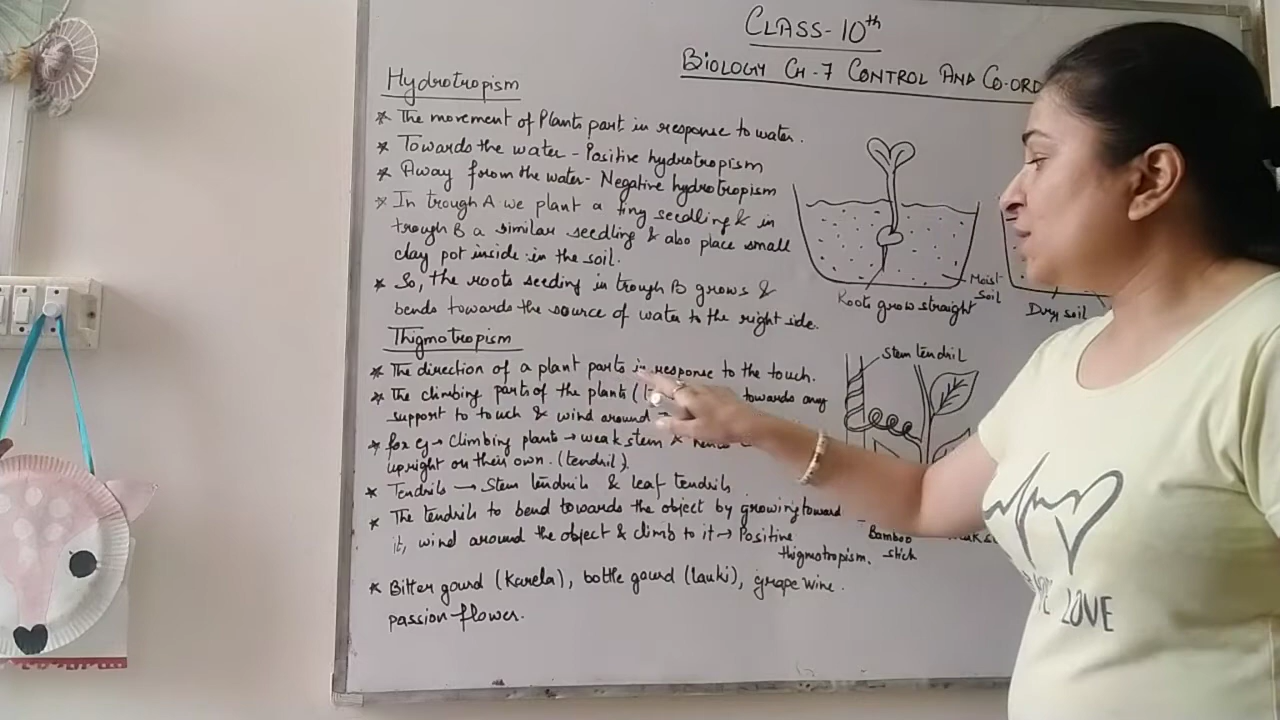 CLASS-10th
BIOLOGY CH-7 CONTROL AND CO-ORD
Hydrotropism
* The movement of Plants part in response to water.
* Towards the water - Positive hydrotropism
* Away from the water - Negative hydrotropism
* In trough A we plant a tiny seedling & in
trough B a similar seedling & also place small
clay pot inside in the soil.
* So, the roots seeding in trough B grows &
bends towards the source of water to the right side.
Moist Soil
Roots grow straight
Dry soil
Thigmotropism
* The direction of a plant parts in response to the touch.
* The climbing parts of the plants ( towards any
support to touch & wind around
* for eg → Climbing plants → weak stem & hence
upright on their own. (tendril).
* Tendrils → Stem tendrils & leaf tendrils.
* The tendrils to bend towards the object by growing toward
it, wind around the object & climb to it → Positive
thigmotropism.
* Bitter gourd (Karela), bottle gourd (lauki), grape wine.
passion flower.
Stem tendril
Bamboo
stick
LOVE